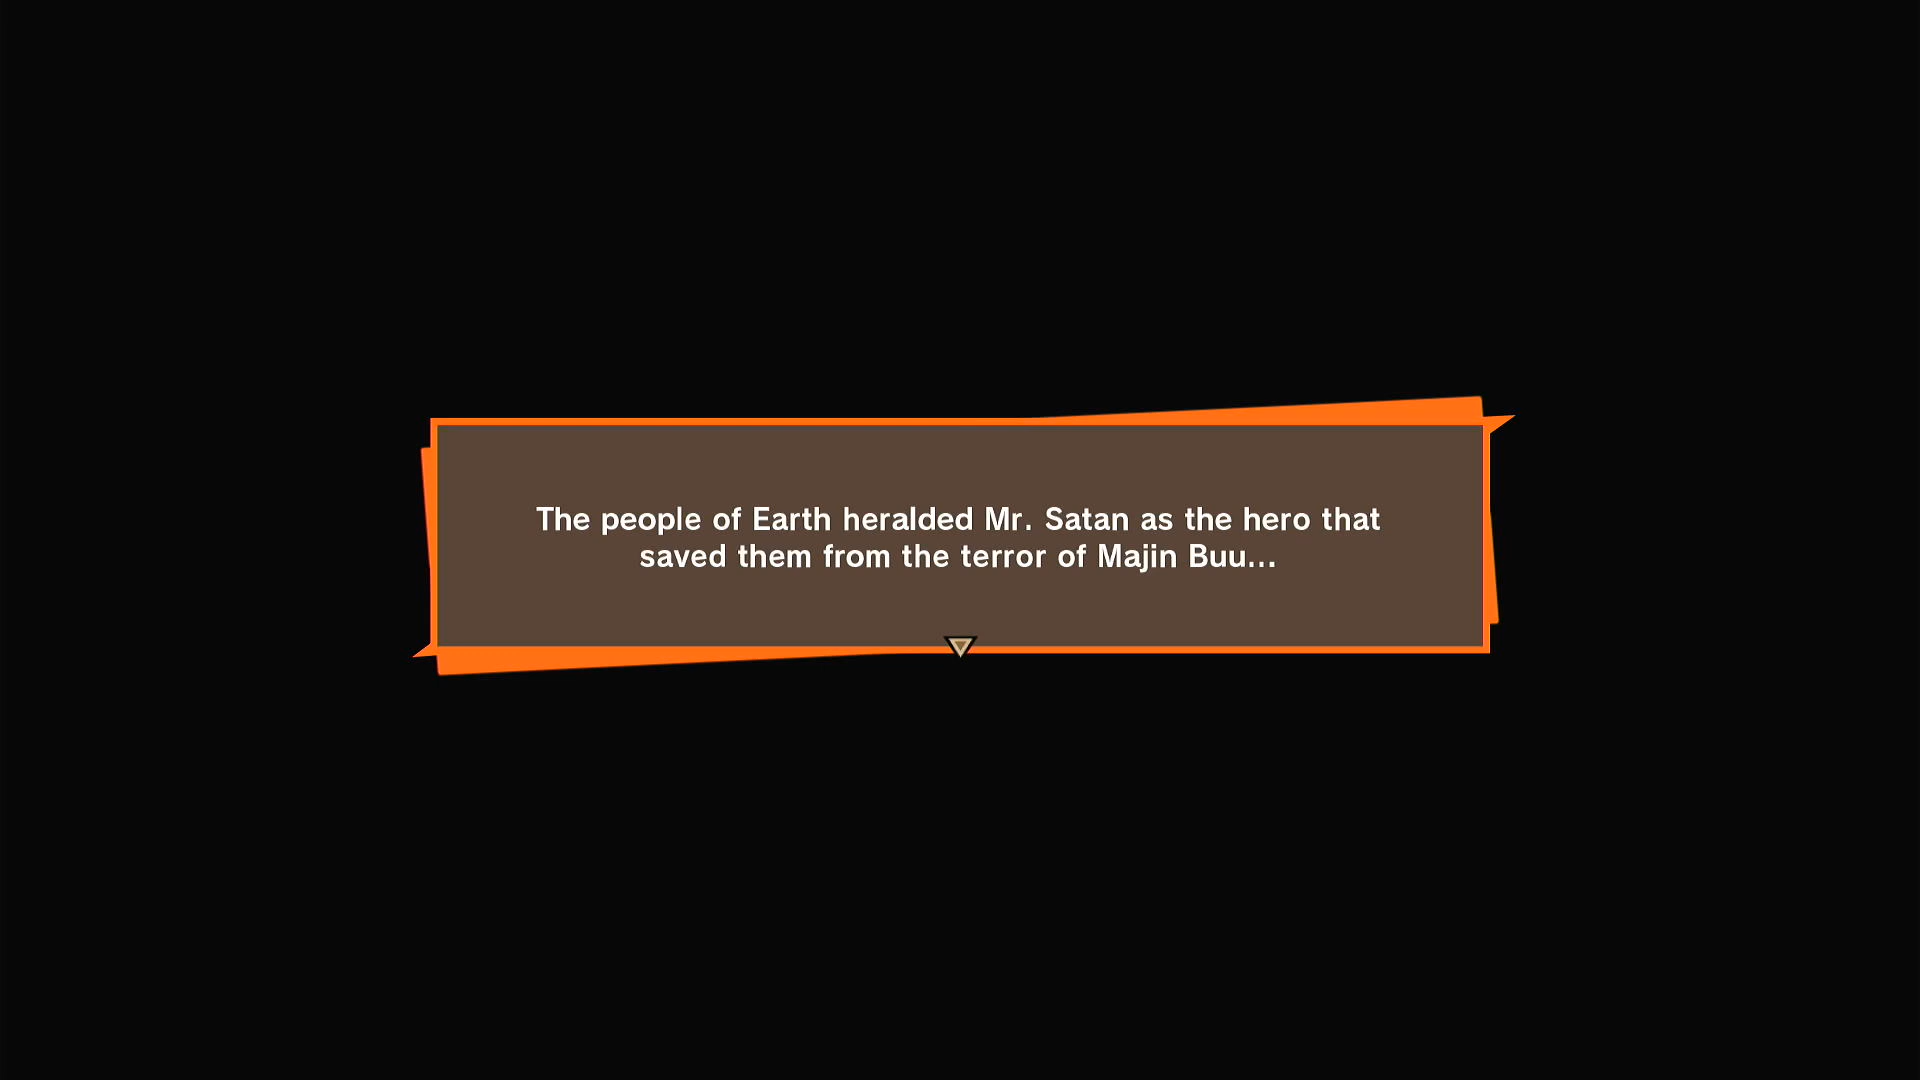 The people of Earth heralded Mr. Satan as the hero that
saved them from the terror of Majin Buu...